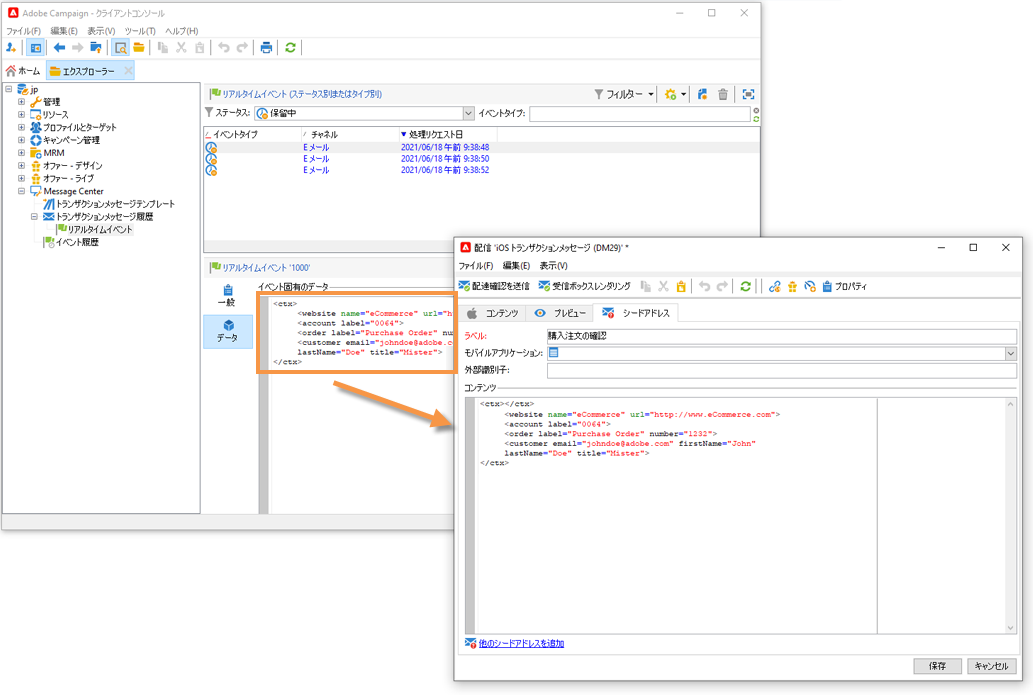 Adobe Campaign - クライアントコンソール
ファイル(F) 編集(E) 表示(V) ツール(T) ヘルプ(H)
ホーム エクスプローラー
jp
管理
リソース
プロファイルとターゲット
キャンペーン管理
MRM
オファー - デザイン
オファー - ライブ
Message Center
トランザクションメッセージテンプレート
トランザクションメッセージ履歴
リアルタイムイベント
イベント履歴
リアルタイムイベント (ステータス別またはタイプ別)
フィルター
ステータス: 保留中 イベントタイプ:
イベントタイプ チャネル 処理リクエスト日
Eメール 2021/06/18 午前 9:38:48
Eメール 2021/06/18 午前 9:38:50
Eメール 2021/06/18 午前 9:38:52
リアルタイムイベント '1000'
一般
データ
イベント固有のデータ
<ctx>
<website name="eCommerce" url="h
<account label="0064">
<order label="Purchase Order" nu
<customer email="johndoe@adobe.c
lastName="Doe" title="Mister">
</ctx>
配信 'iOS トランザクションメッセージ (DM29)' *
ファイル(F) 編集(E) 表示(V)
配達確認を送信 受信ボックスレンダリング プロパティ
コンテンツ プレビュー シードアドレス
ラベル: 購入注文の確認
モバイルアプリケーション:
外部識別子:
コンテンツ
<ctx></ctx>
<website name="eCommerce" url="http://www.eCommerce.com">
<account label="0064">
<order label="Purchase Order" number="1232">
<customer email="johndoe@adobe.com" firstName="John"
lastName="Doe" title="Mister">
</ctx>
他のシードアドレスを追加
保存 キャンセル